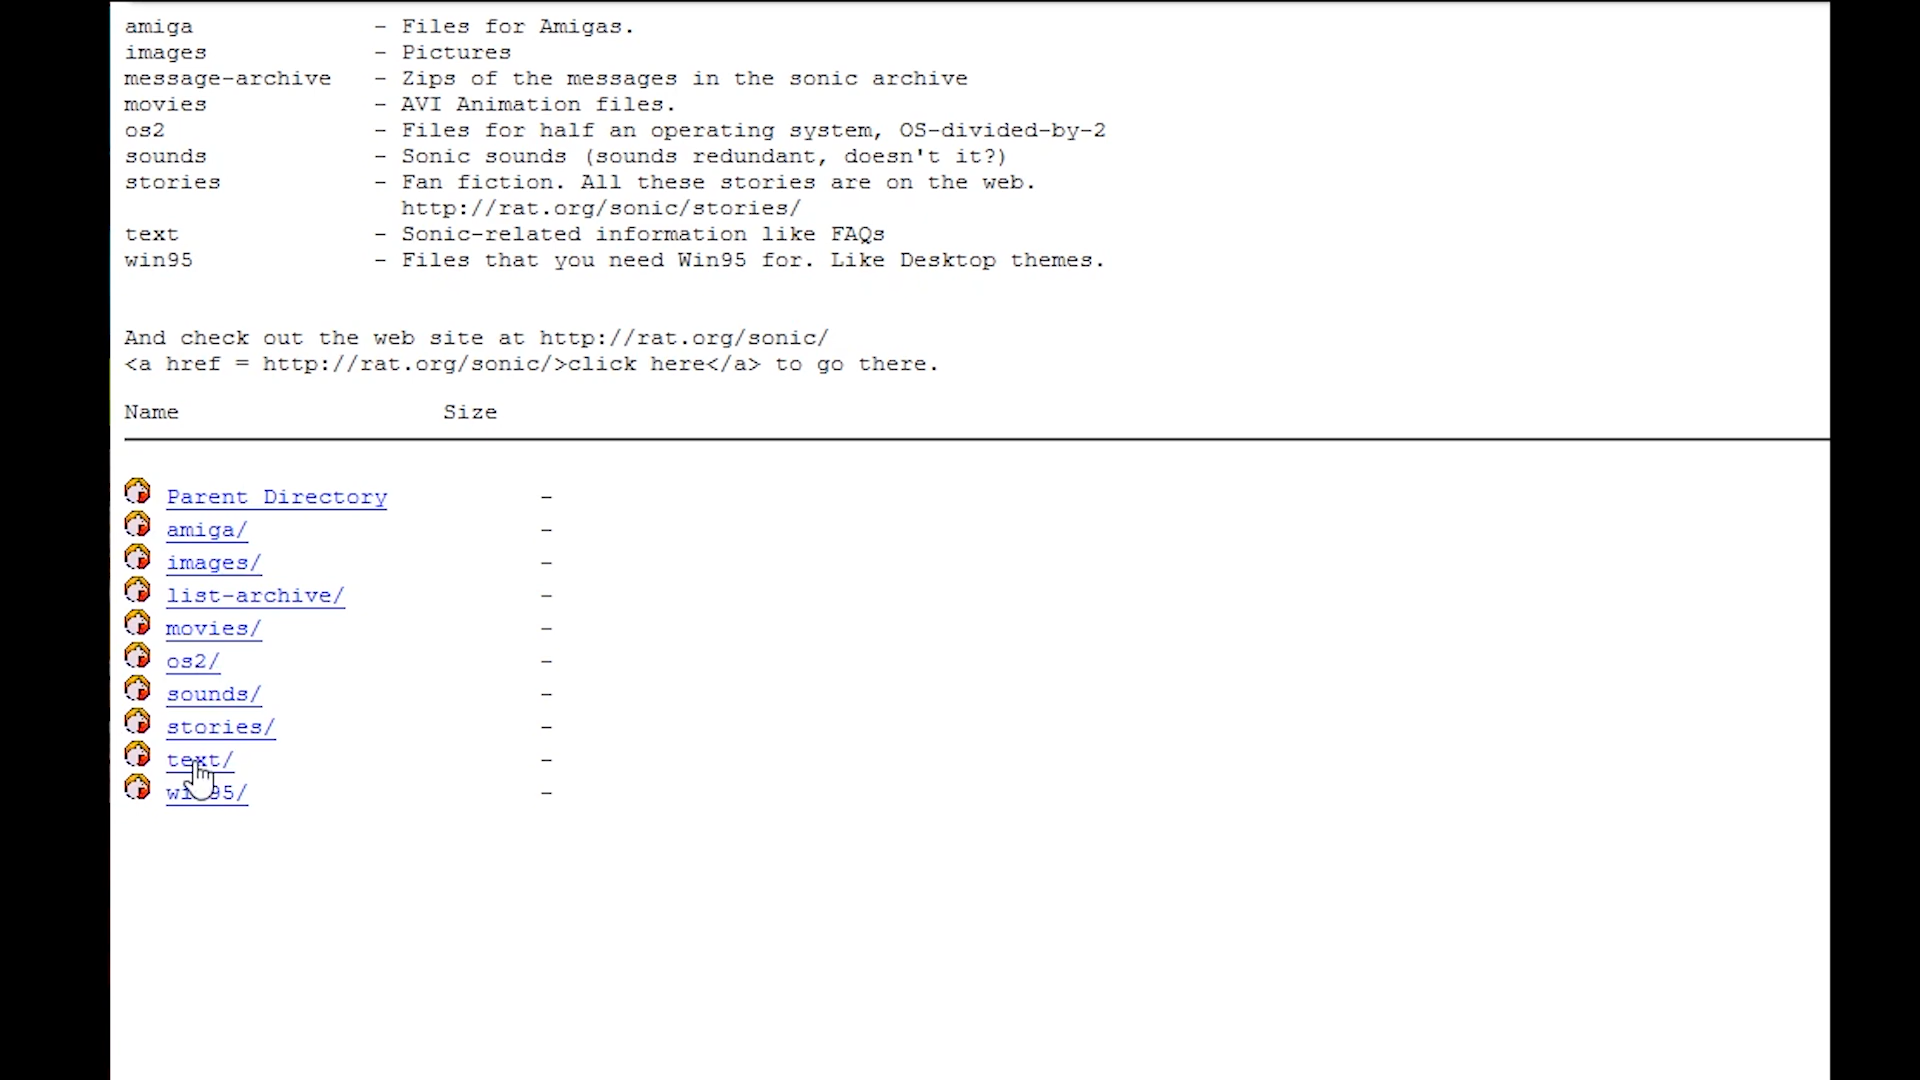 amiga - Files for Amigas.
images - Pictures
message-archive - Zips of the messages in the sonic archive
movies - AVI Animation files.
os2 - Files for half an operating system, OS-divided-by-2
sounds - Sonic sounds (sounds redundant, doesn't it?)
stories - Fan fiction. All these stories are on the web.
http://rat.org/sonic/stories/
text - Sonic-related information like FAQs
win95 - Files that you need Win95 for. Like Desktop themes.
And check out the web site at http://rat.org/sonic/
<a href = http://rat.org/sonic/>click here</a> to go there.
Name Size
Parent Directory -
amiga/ -
images/ -
list-archive/ -
movies/ -
os2/ -
sounds/ -
stories/ -
text/ -
win95/ -